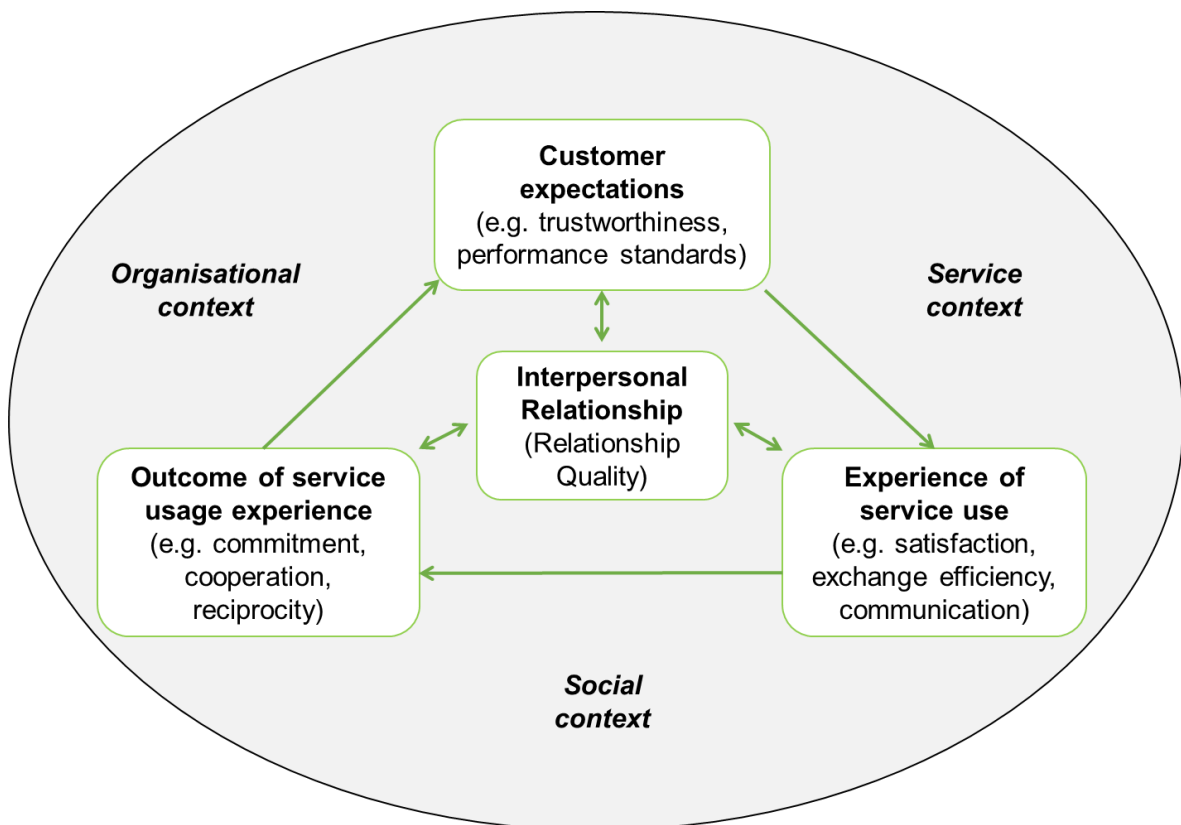 Customer
expectations
(e.g. trustworthiness,
performance standards)
Organisational
context
Service
context
Interpersonal
Relationship
(Relationship
Quality)
Outcome of service
usage experience
(e.g. commitment,
cooperation,
reciprocity)
Experience of
service use
(e.g. satisfaction,
exchange efficiency,
communication)
Social
context